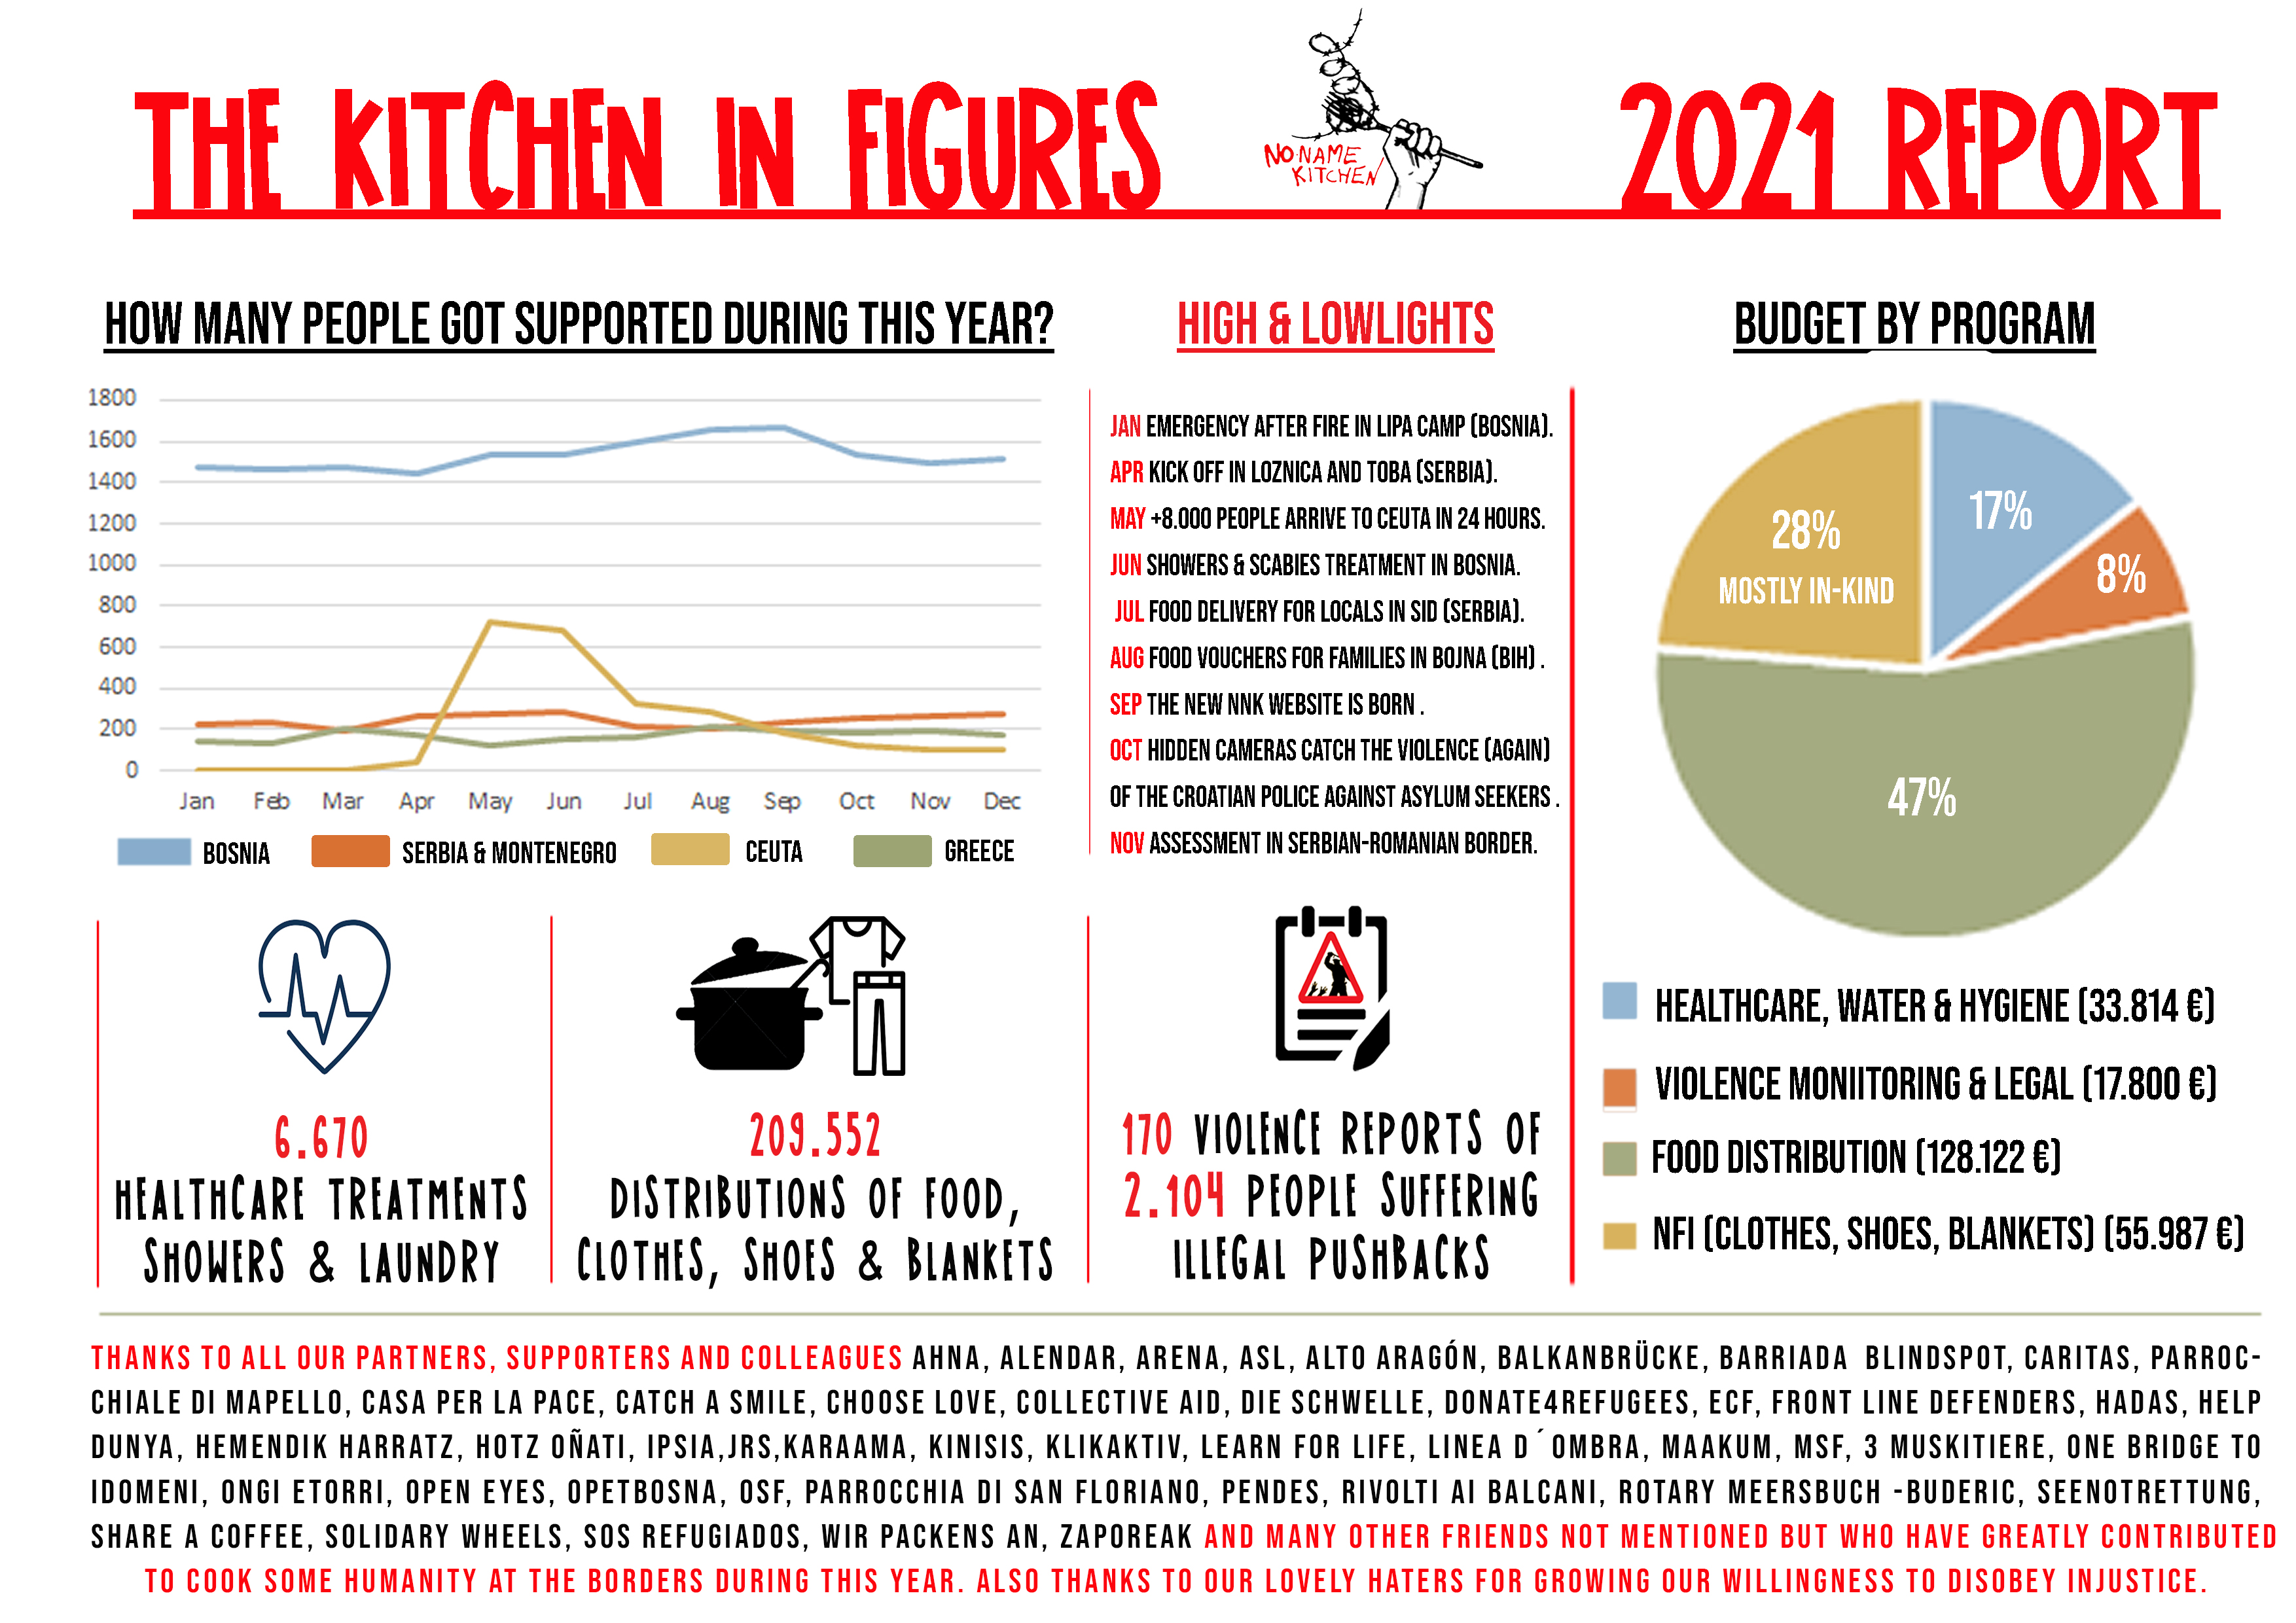 THE KITCHEN IN FIGURES
NO NAME
KITCHEN
2021 REPORT
HOW MANY PEOPLE GOT SUPPORTED DURING THIS YEAR?
1800
1600
1400
1200
1000
800
600
400
200
0
Jan Feb Mar Apr May Jun Jul Aug Sep Oct Nov Dec
BOSNIA SERBIA & MONTENEGRO CEUTA GREECE
HIGH & LOWLIGHTS
JAN EMERGENCY AFTER FIRE IN LIPA CAMP (BOSNIA).
APR KICK OFF IN LOZNICA AND TOBA (SERBIA).
MAY +8.000 PEOPLE ARRIVE TO CEUTA IN 24 HOURS.
JUN SHOWERS & SCABIES TREATMENT IN BOSNIA.
JUL FOOD DELIVERY FOR LOCALS IN SID (SERBIA).
AUG FOOD VOUCHERS FOR FAMILIES IN BOJNA (BIH) .
SEP THE NEW NNK WEBSITE IS BORN .
OCT HIDDEN CAMERAS CATCH THE VIOLENCE (AGAIN)
OF THE CROATIAN POLICE AGAINST ASYLUM SEEKERS .
NOV ASSESSMENT IN SERBIAN-ROMANIAN BORDER.
BUDGET BY PROGRAM
17%
28%
MOSTLY IN-KIND
8%
47%
HEALTHCARE, WATER & HYGIENE (33.814 €)
VIOLENCE MONIITORING & LEGAL (17.800 €)
FOOD DISTRIBUTION (128.122 €)
NFI (CLOTHES, SHOES, BLANKETS) (55.987 €)
6.670
HEALTHCARE TREATMENTS
SHOWERS & LAUNDRY
209.552
DISTRIBUTIONS OF FOOD,
CLOTHES, SHOES & BLANKETS
170 VIOLENCE REPORTS OF
2.104 PEOPLE SUFFERING
ILLEGAL PUSHBACKS
THANKS TO ALL OUR PARTNERS, SUPPORTERS AND COLLEAGUES AHNA, ALENDAR, ARENA, ASL, ALTO ARAGÓN, BALKANBRÜCKE, BARRIADA BLINDSPOT, CARITAS, PARROC-
CHIALE DI MAPELLO, CASA PER LA PACE, CATCH A SMILE, CHOOSE LOVE, COLLECTIVE AID, DIE SCHWELLE, DONATE4REFUGEES, ECF, FRONT LINE DEFENDERS, HADAS, HELP
DUNYA, HEMENDIK HARRATZ, HOTZ OÑATI, IPSIA,JRS,KARAAMA, KINISIS, KLIKAKTIV, LEARN FOR LIFE, LINEA D´OMBRA, MAAKUM, MSF, 3 MUSKITIERE, ONE BRIDGE TO
IDOMENI, ONGI ETORRI, OPEN EYES, OPETBOSNA, OSF, PARROCCHIA DI SAN FLORIANO, PENDES, RIVOLTI AI BALCANI, ROTARY MEERSBUCH -BUDERIC, SEENOTRETTUNG,
SHARE A COFFEE, SOLIDARY WHEELS, SOS REFUGIADOS, WIR PACKENS AN, ZAPOREAK AND MANY OTHER FRIENDS NOT MENTIONED BUT WHO HAVE GREATLY CONTRIBUTED
TO COOK SOME HUMANITY AT THE BORDERS DURING THIS YEAR. ALSO THANKS TO OUR LOVELY HATERS FOR GROWING OUR WILLINGNESS TO DISOBEY INJUSTICE.